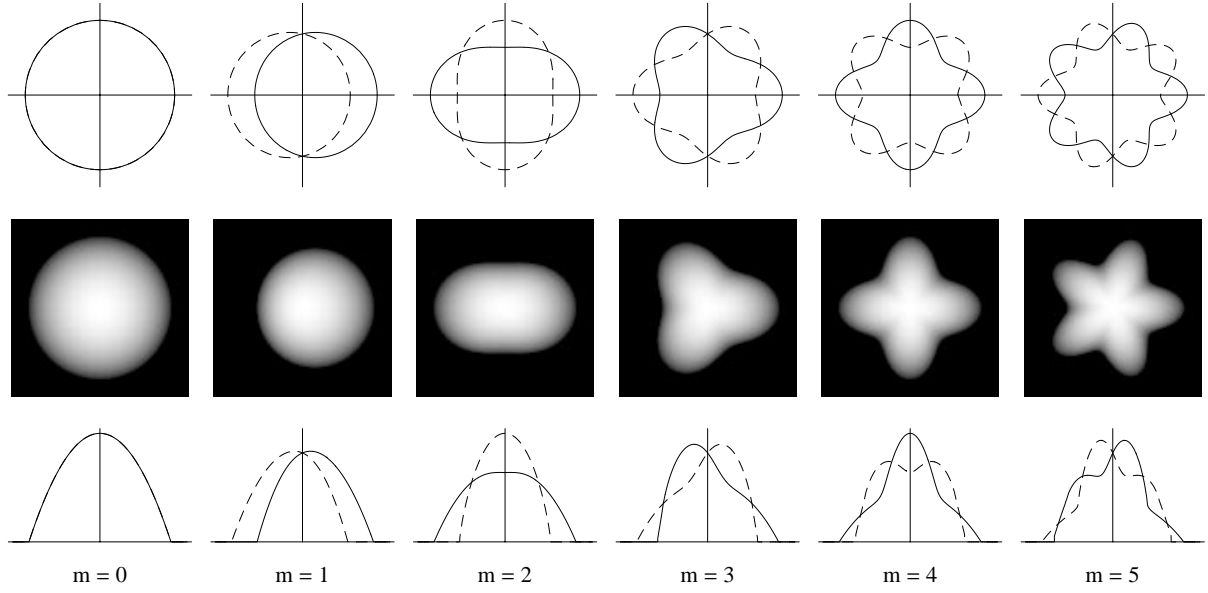 m = 0 m = 1 m = 2 m = 3 m = 4 m = 5